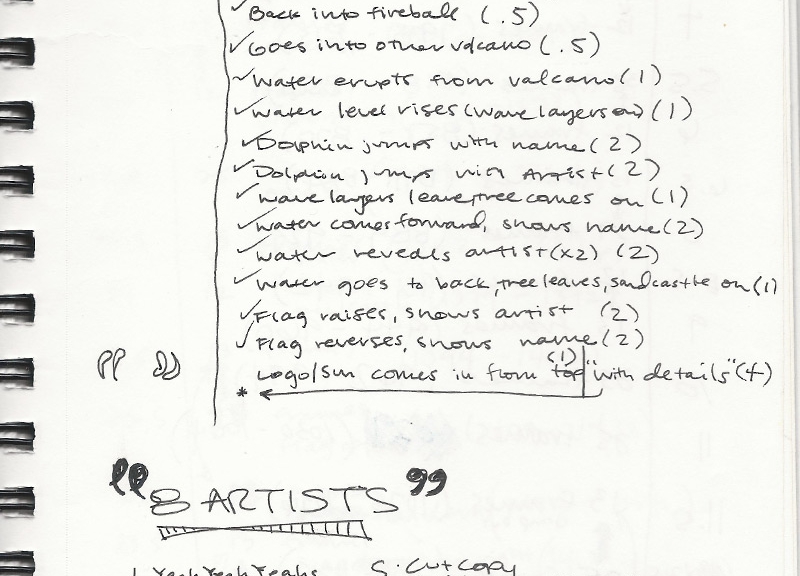 ✓Back into fireball (.5)
✓Goes into other volcano (.5)
~Water erupts from valcano (1)
✓Water level rises (wave layers on) (1)
✓Dolphin jumps with name (2)
✓Dolphin jumps with Artist (2)
✓wave layers leave, tree comes on (1)
✓water comes forward, shows name (2)
✓water reveals artist (x2) (2)
✓water goes to back, tree leaves, sandcastle on (1)
✓Flag raises, shows artist (2)
✓Flag reverses, shows name (2)
(1)
Logo/Sun comes in from top | "with details" (4)
*
"8 ARTISTS"
1. Yeah Yeah Yeahs 5. Cut Copy